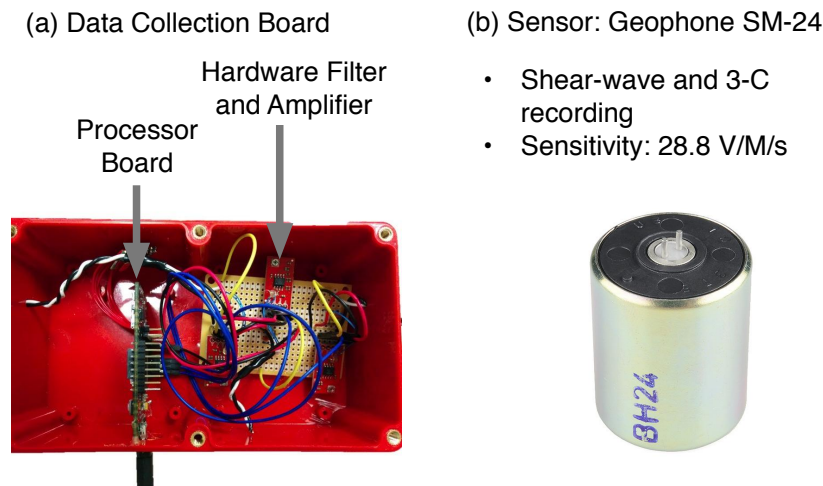 (a) Data Collection Board
Hardware Filter
and Amplifier
Processor
Board
(b) Sensor: Geophone SM-24
• Shear-wave and 3-C
recording
• Sensitivity: 28.8 V/M/s
BH24